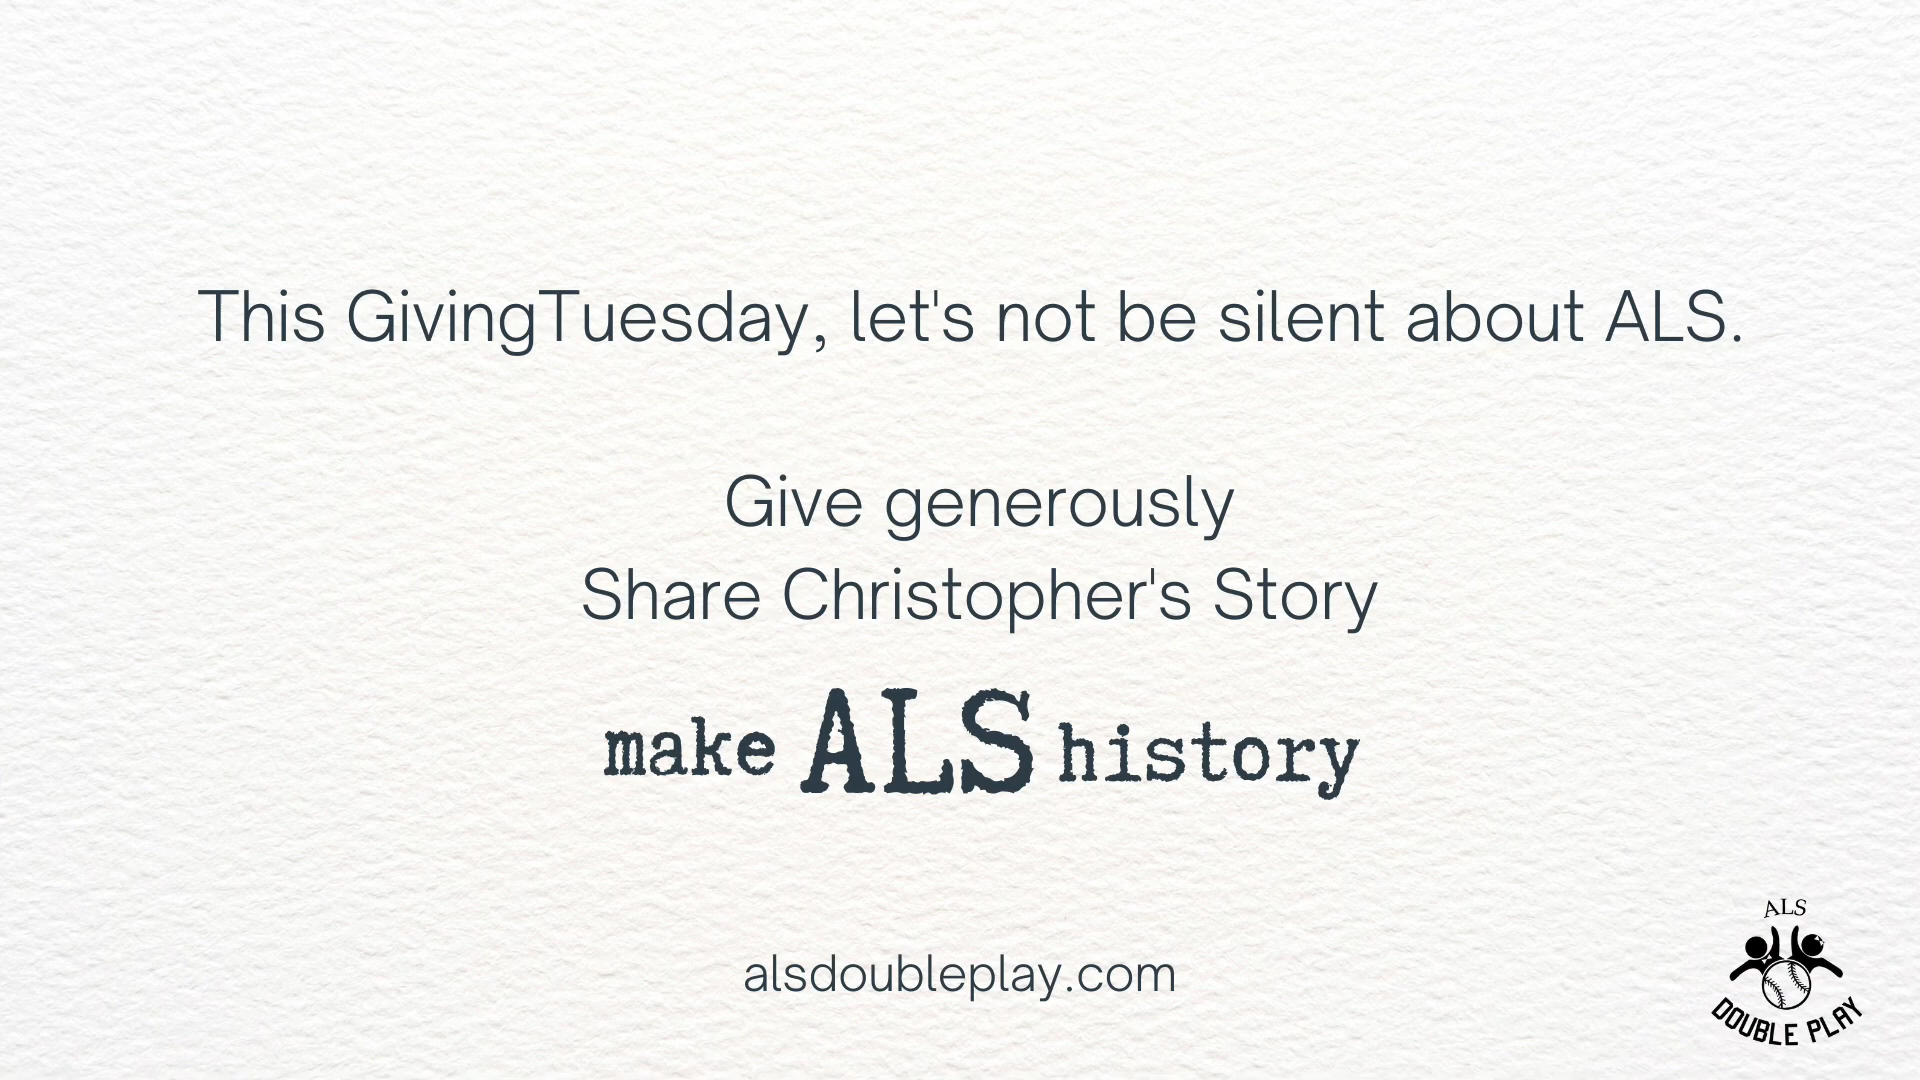 This GivingTuesday, let's not be silent about ALS.
Give generously
Share Christopher's Story
make ALS history
alsdoubleplay.com
ALS
DOUBLE PLAY